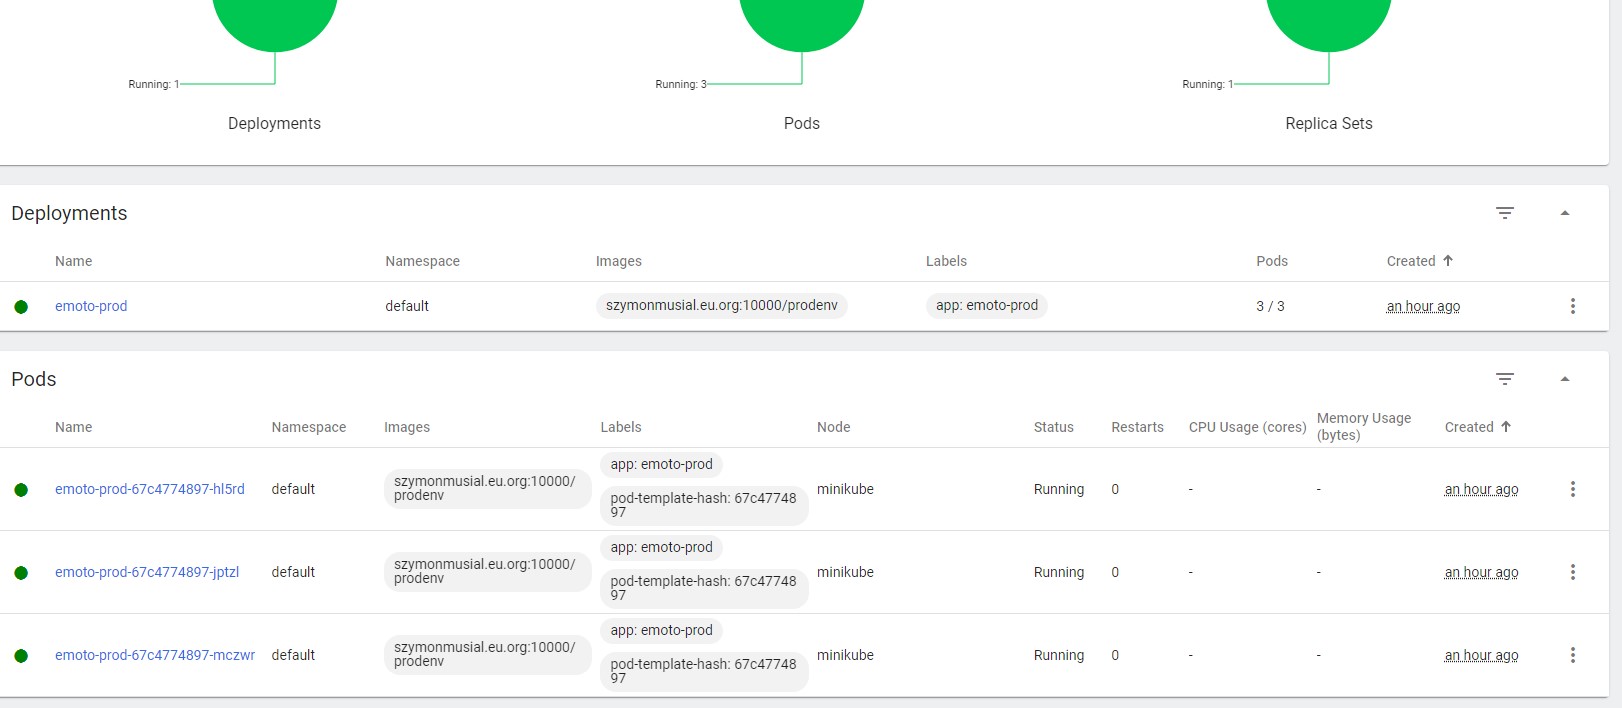 Running: 1
Running: 3
Running: 1
Deployments
Pods
Replica Sets
Deployments
Name Namespace Images Labels Pods Created
emoto-prod default szymonmusial.eu.org:10000/prodenv app: emoto-prod 3 / 3 an hour ago
Pods
Name Namespace Images Labels Node Status Restarts CPU Usage (cores) Memory Usage
(bytes) Created
app: emoto-prod
emoto-prod-67c4774897-hl5rd default szymonmusial.eu.org:10000/
prodenv pod-template-hash: 67c47748
97 minikube Running 0 - - an hour ago
app: emoto-prod
emoto-prod-67c4774897-jptzl default szymonmusial.eu.org:10000/
prodenv pod-template-hash: 67c47748
97 minikube Running 0 - - an hour ago
app: emoto-prod
emoto-prod-67c4774897-mczwr default szymonmusial.eu.org:10000/
prodenv pod-template-hash: 67c47748
97 minikube Running 0 - - an hour ago